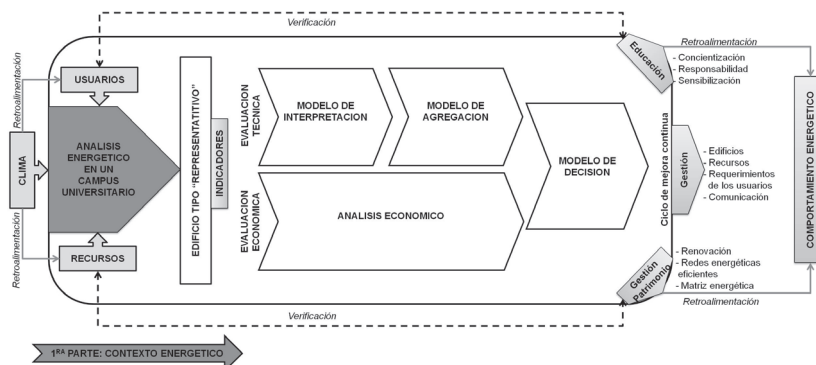 Verificación
Retroalimentación
USUARIOS
CLIMA
ANALISIS
ENERGETICO
EN UN
CAMPUS
UNIVERSITARIO
Retroalimentación
RECURSOS
EDIFICIO TIPO “REPRESENTATITIVO”
INDICADORES
EVALUACION
TECNICA
MODELO DE
INTERPRETACION
MODELO DE
AGREGACION
EVALUACION
ECONOMICA
ANALISIS ECONOMICO
MODELO DE
DECISION
Ciclo de mejora continua
Educación
Retroalimentación
- Concientización
- Responsabilidad
- Sensibilización
Gestión
- Edificios
- Recursos
- Requerimientos
de los usuarios
- Comunicación
Gestión
Patrimonio
- Renovación
- Redes energéticas
eficientes
- Matriz energética
Retroalimentación
COMPORTAMIENTO ENERGETICO
Verificación
1RA PARTE: CONTEXTO ENERGETICO